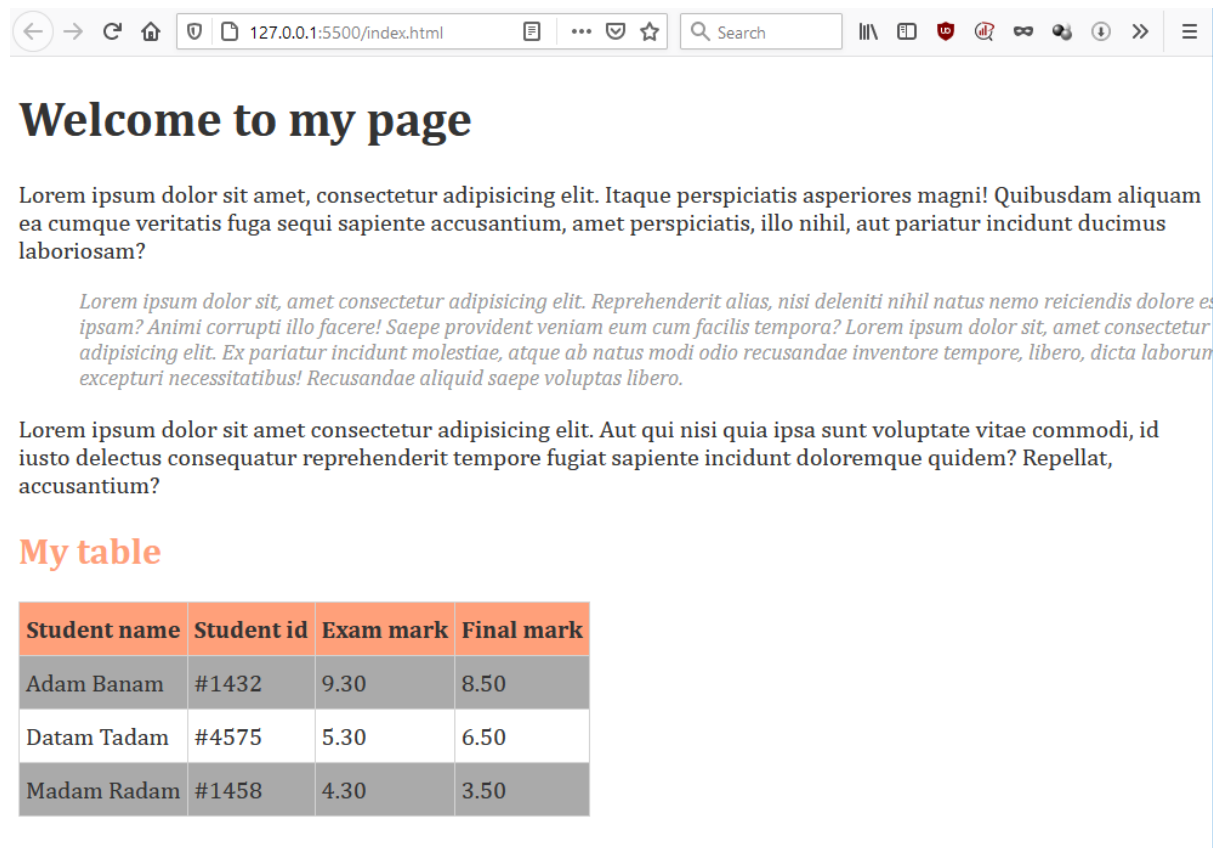 127.0.0.1:5500/index.html
Search
Welcome to my page
Lorem ipsum dolor sit amet, consectetur adipisicing elit. Itaque perspiciatis asperiores magni! Quibusdam aliquam
ea cumque veritatis fuga sequi sapiente accusantium, amet perspiciatis, illo nihil, aut pariatur incidunt ducimus
laboriosam?
Lorem ipsum dolor sit, amet consectetur adipisicing elit. Reprehenderit alias, nisi deleniti nihil natus nemo reiciendis dolore es
ipsam? Animi corrupti illo facere! Saepe provident veniam eum cum facilis tempora? Lorem ipsum dolor sit, amet consectetur
adipisicing elit. Ex pariatur incidunt molestiae, atque ab natus modi odio recusandae inventore tempore, libero, dicta laborum
excepturi necessitatibus! Recusandae aliquid saepe voluptas libero.
Lorem ipsum dolor sit amet consectetur adipisicing elit. Aut qui nisi quia ipsa sunt voluptate vitae commodi, id
iusto delectus consequatur reprehenderit tempore fugiat sapiente incidunt doloremque quidem? Repellat,
accusantium?
My table
Student name Student id Exam mark Final mark
Adam Banam #1432 9.30 8.50
Datam Tadam #4575 5.30 6.50
Madam Radam #1458 4.30 3.50